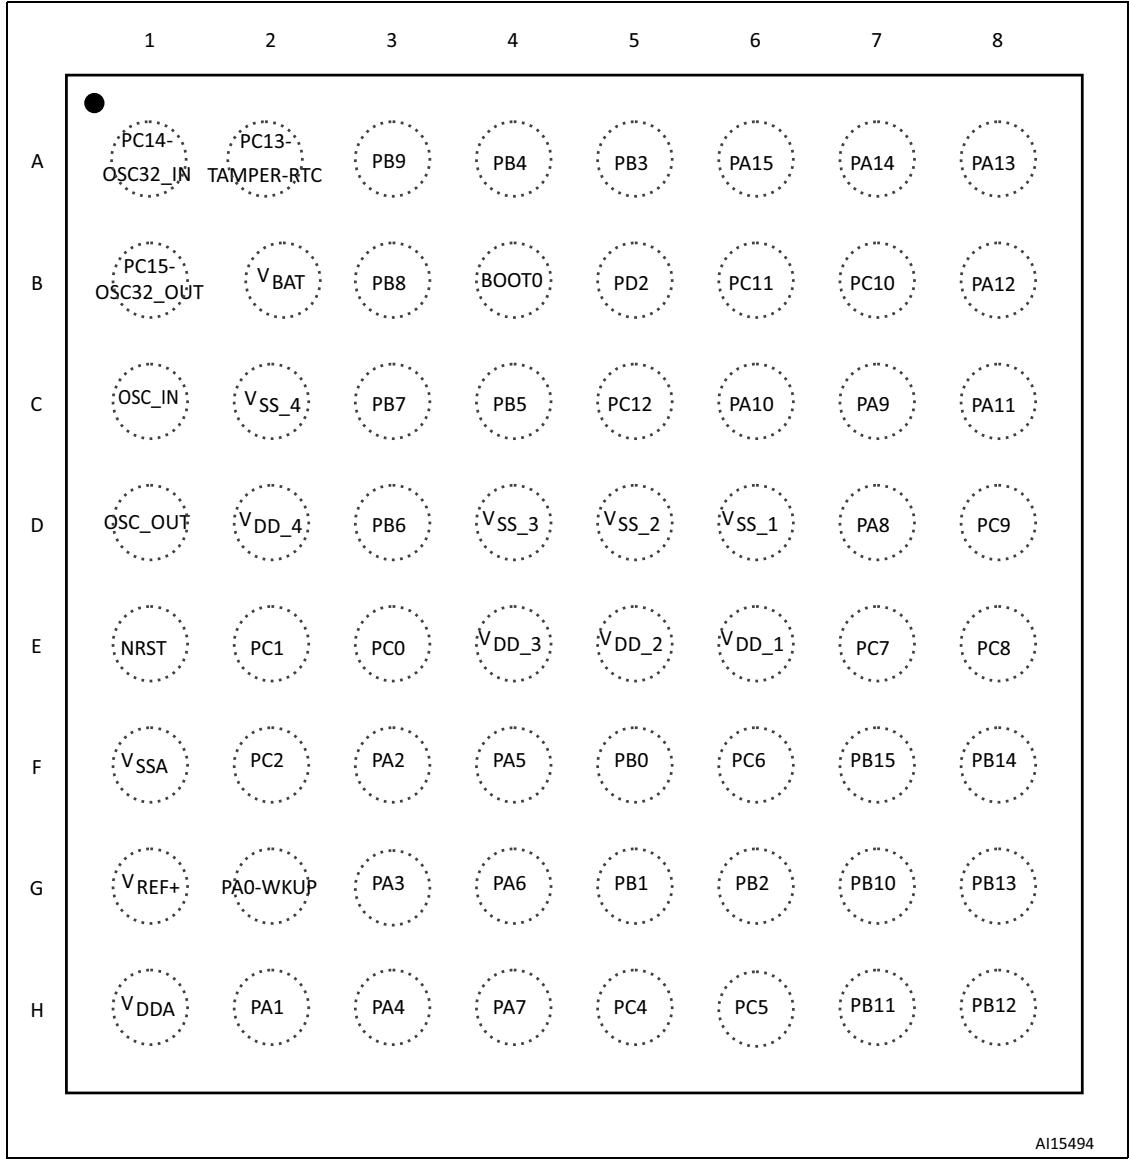 1 2 3 4 5 6 7 8
A PC14-OSC32_IN PC13-TAMPER-RTC PB9 PB4 PB3 PA15 PA14 PA13
B PC15-OSC32_OUT VBAT PB8 BOOT0 PD2 PC11 PC10 PA12
C OSC_IN VSS_4 PB7 PB5 PC12 PA10 PA9 PA11
D OSC_OUT VDD_4 PB6 VSS_3 VSS_2 VSS_1 PA8 PC9
E NRST PC1 PC0 VDD_3 VDD_2 VDD_1 PC7 PC8
F VSSA PC2 PA2 PA5 PB0 PC6 PB15 PB14
G VREF+ PA0-WKUP PA3 PA6 PB1 PB2 PB10 PB13
H VDDA PA1 PA4 PA7 PC4 PC5 PB11 PB12
AI15494